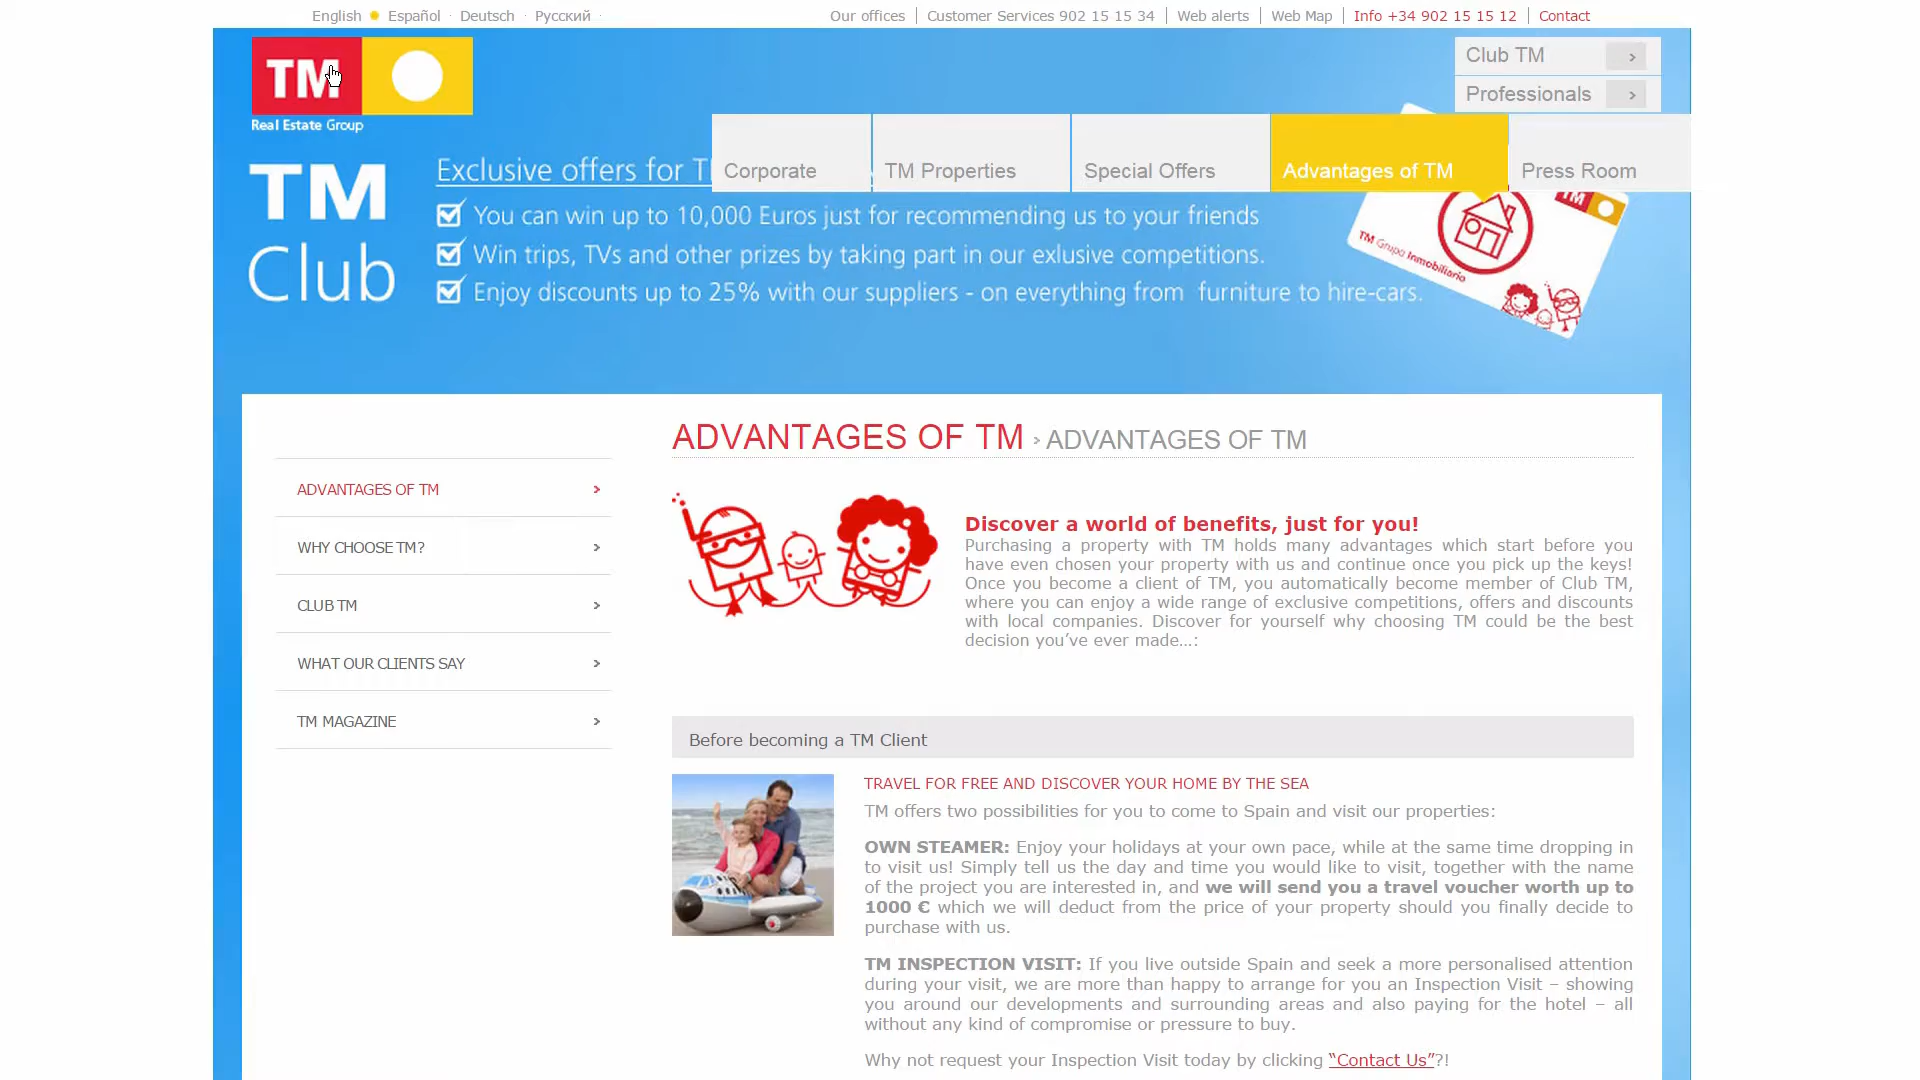 English Español Deutsch Русский
Our offices Customer Services 902 15 15 34 Web alerts Web Map Info +34 902 15 15 12 Contact
TM
Real Estate Group
Club TM
Professionals
Corporate
TM Properties
Special Offers
Advantages of TM
Press Room
TM
Club
Exclusive offers for
You can win up to 10,000 Euros just for recommending us to your friends
Win trips, TVs and other prizes by taking part in our exlusive competitions.
Enjoy discounts up to 25% with our suppliers - on everything from furniture to hire-cars.
TM
TM Grupo Inmobiliario
ADVANTAGES OF TM › ADVANTAGES OF TM
ADVANTAGES OF TM
WHY CHOOSE TM?
CLUB TM
WHAT OUR CLIENTS SAY
TM MAGAZINE
Discover a world of benefits, just for you!
Purchasing a property with TM holds many advantages which start before you
have even chosen your property with us and continue once you pick up the keys!
Once you become a client of TM, you automatically become member of Club TM,
where you can enjoy a wide range of exclusive competitions, offers and discounts
with local companies. Discover for yourself why choosing TM could be the best
decision you’ve ever made…:
Before becoming a TM Client
TRAVEL FOR FREE AND DISCOVER YOUR HOME BY THE SEA
TM offers two possibilities for you to come to Spain and visit our properties:
OWN STEAMER: Enjoy your holidays at your own pace, while at the same time dropping in
to visit us! Simply tell us the day and time you would like to visit, together with the name
of the project you are interested in, and we will send you a travel voucher worth up to
1000 € which we will deduct from the price of your property should you finally decide to
purchase with us.
TM INSPECTION VISIT: If you live outside Spain and seek a more personalised attention
during your visit, we are more than happy to arrange for you an Inspection Visit – showing
you around our developments and surrounding areas and also paying for the hotel – all
without any kind of compromise or pressure to buy.
Why not request your Inspection Visit today by clicking “Contact Us”?!